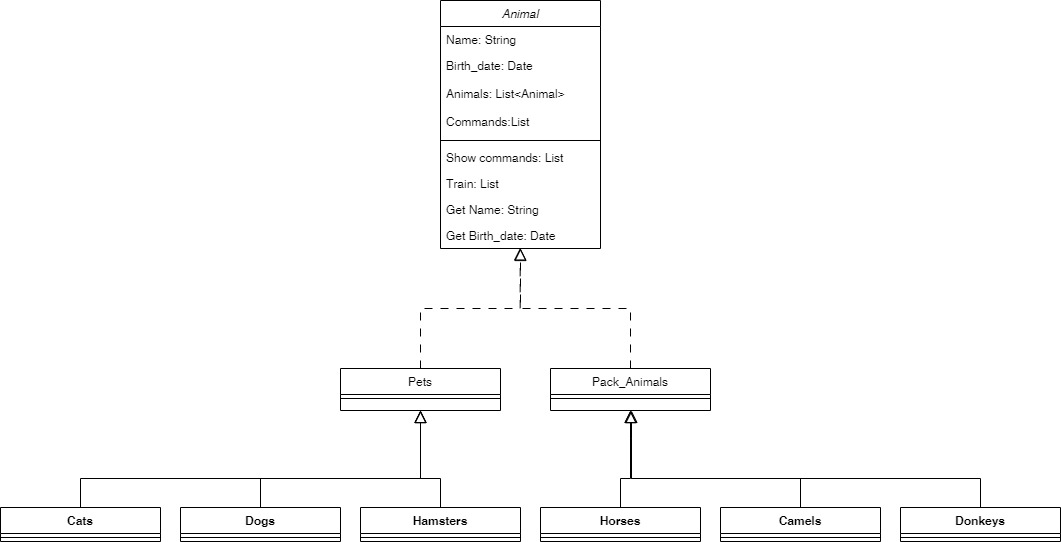 Animal
Name: String
Birth_date: Date
Animals: List<Animal>
Commands:List
Show commands: List
Train: List
Get Name: String
Get Birth_date: Date
Pets
Pack_Animals
Cats
Dogs
Hamsters
Horses
Camels
Donkeys